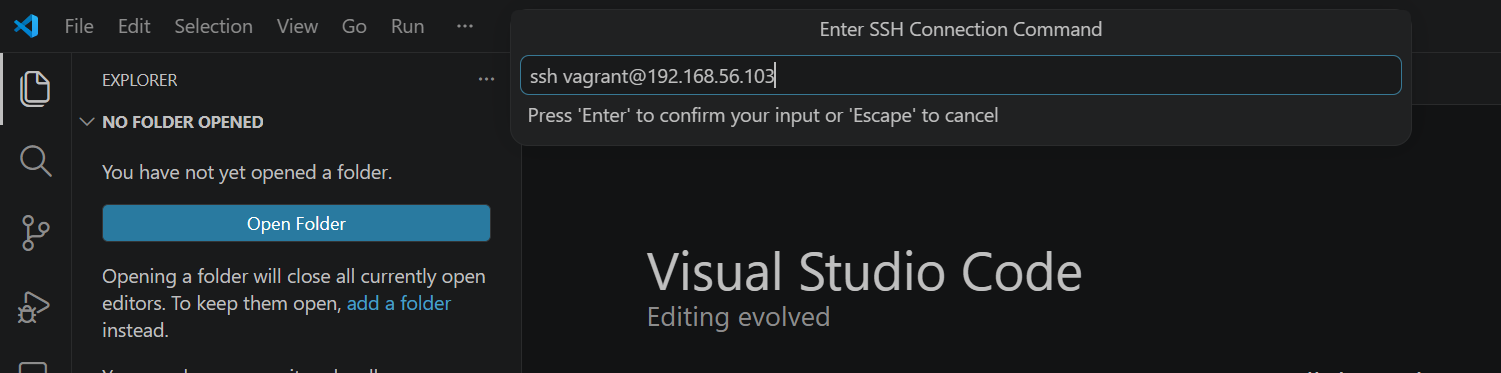 File Edit Selection View Go Run ···
Enter SSH Connection Command
ssh vagrant@192.168.56.103
Press 'Enter' to confirm your input or 'Escape' to cancel
EXPLORER ···
NO FOLDER OPENED
You have not yet opened a folder.
Open Folder
Opening a folder will close all currently open
editors. To keep them open, add a folder
instead.
Visual Studio Code
Editing evolved